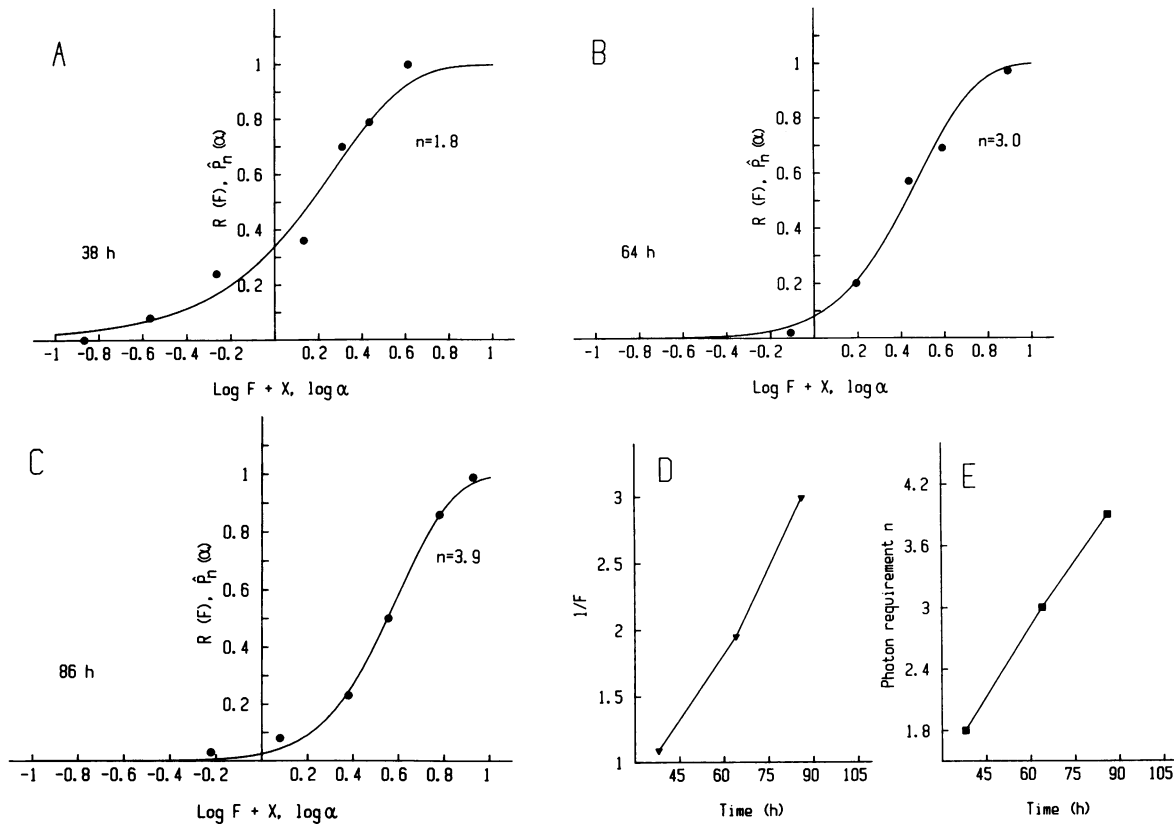 A
R (F), P̂n (α)
1
0.8
0.6
0.4
0.2
n=1.8
38 h
-1 -0.8 -0.6 -0.4 -0.2 0.2 0.4 0.6 0.8 1
Log F + X, log α
B
R (F), P̂n (α)
1
0.8
0.6
0.4
0.2
n=3.0
64 h
-1 -0.8 -0.6 -0.4 -0.2 0.2 0.4 0.6 0.8 1
Log F + X, log α
C
R (F), P̂n (α)
1
0.8
0.6
0.4
0.2
n=3.9
86 h
-1 -0.8 -0.6 -0.4 -0.2 0.2 0.4 0.6 0.8 1
Log F + X, log α
D
1/F
3
2.5
2
1.5
1
45 60 75 90 105
Time (h)
E
Photon requirement n
4.2
3.6
3
2.4
1.8
45 60 75 90 105
Time (h)